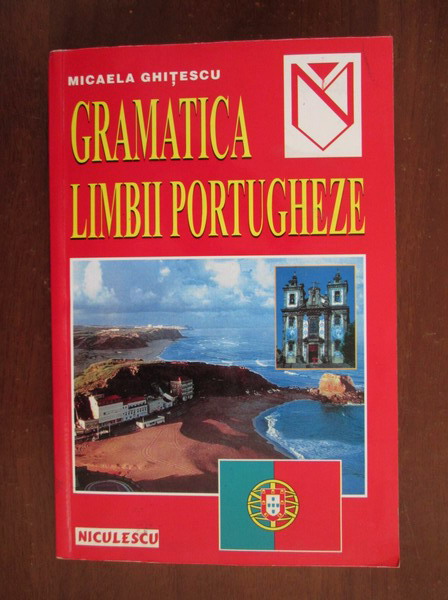 MICAELA GHIȚESCU
GRAMATICA
LIMBII PORTUGHEZE
NICULESCU